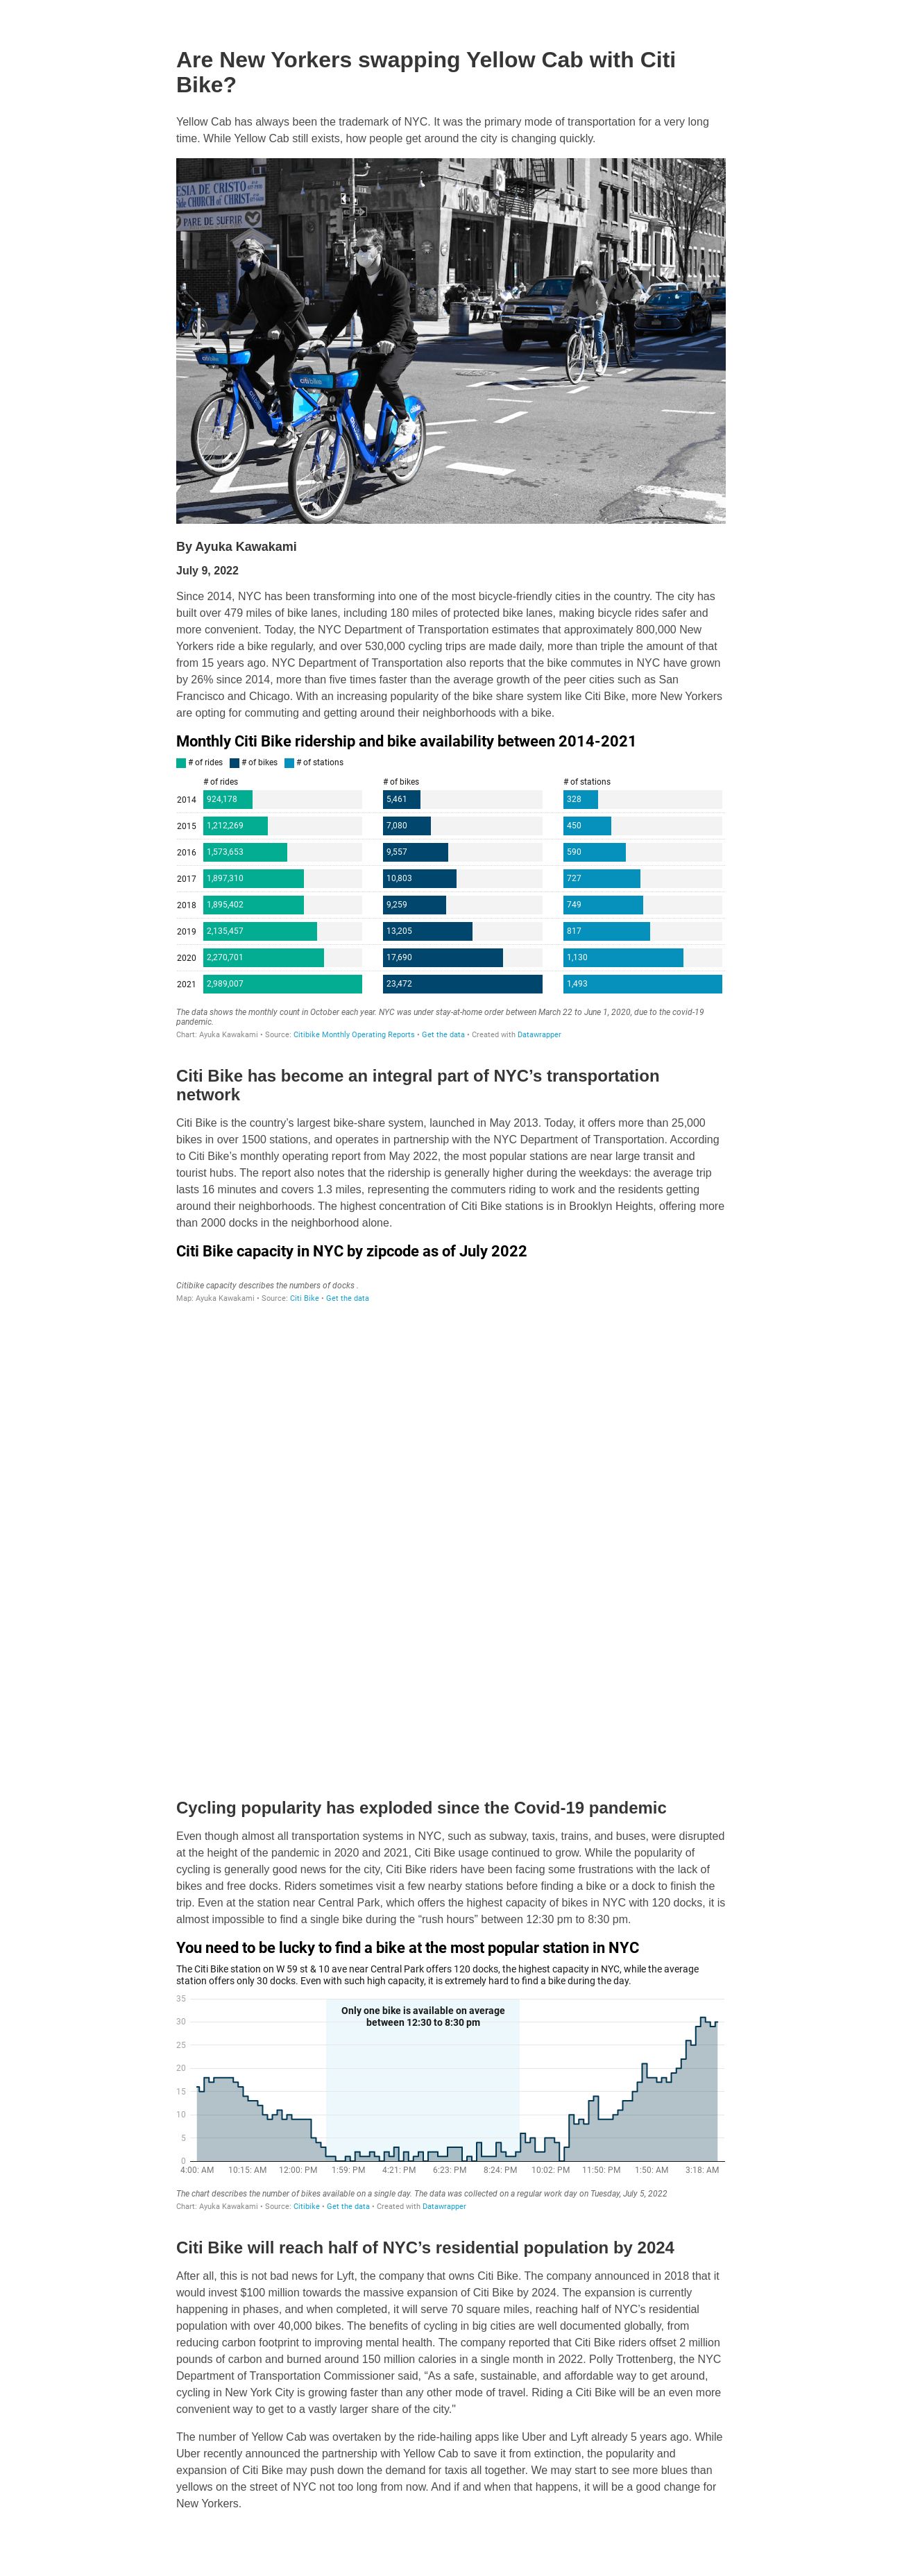 Are New Yorkers swapping Yellow Cab with Citi
Bike?
Yellow Cab has always been the trademark of NYC. It was the primary mode of transportation for a very long
time. While Yellow Cab still exists, how people get around the city is changing quickly.
ESIA DE CRISTO
CHURCH of CHRIST
PARE DE SUFRIR
citibike
citibike
By Ayuka Kawakami
July 9, 2022
Since 2014, NYC has been transforming into one of the most bicycle-friendly cities in the country. The city has
built over 479 miles of bike lanes, including 180 miles of protected bike lanes, making bicycle rides safer and
more convenient. Today, the NYC Department of Transportation estimates that approximately 800,000 New
Yorkers ride a bike regularly, and over 530,000 cycling trips are made daily, more than triple the amount of that
from 15 years ago. NYC Department of Transportation also reports that the bike commutes in NYC have grown
by 26% since 2014, more than five times faster than the average growth of the peer cities such as San
Francisco and Chicago. With an increasing popularity of the bike share system like Citi Bike, more New Yorkers
are opting for commuting and getting around their neighborhoods with a bike.
Monthly Citi Bike ridership and bike availability between 2014-2021
# of rides # of bikes # of stations
# of rides # of bikes # of stations
2014 924,178 5,461 328
2015 1,212,269 7,080 450
2016 1,573,653 9,557 590
2017 1,897,310 10,803 727
2018 1,895,402 9,259 749
2019 2,135,457 13,205 817
2020 2,270,701 17,690 1,130
2021 2,989,007 23,472 1,493
The data shows the monthly count in October each year. NYC was under stay-at-home order between March 22 to June 1, 2020, due to the covid-19
pandemic.
Chart: Ayuka Kawakami • Source: Citibike Monthly Operating Reports • Get the data • Created with Datawrapper
Citi Bike has become an integral part of NYC’s transportation
network
Citi Bike is the country’s largest bike-share system, launched in May 2013. Today, it offers more than 25,000
bikes in over 1500 stations, and operates in partnership with the NYC Department of Transportation. According
to Citi Bike’s monthly operating report from May 2022, the most popular stations are near large transit and
tourist hubs. The report also notes that the ridership is generally higher during the weekdays: the average trip
lasts 16 minutes and covers 1.3 miles, representing the commuters riding to work and the residents getting
around their neighborhoods. The highest concentration of Citi Bike stations is in Brooklyn Heights, offering more
than 2000 docks in the neighborhood alone.
Citi Bike capacity in NYC by zipcode as of July 2022
Citibike capacity describes the numbers of docks .
Map: Ayuka Kawakami • Source: Citi Bike • Get the data
Cycling popularity has exploded since the Covid-19 pandemic
Even though almost all transportation systems in NYC, such as subway, taxis, trains, and buses, were disrupted
at the height of the pandemic in 2020 and 2021, Citi Bike usage continued to grow. While the popularity of
cycling is generally good news for the city, Citi Bike riders have been facing some frustrations with the lack of
bikes and free docks. Riders sometimes visit a few nearby stations before finding a bike or a dock to finish the
trip. Even at the station near Central Park, which offers the highest capacity of bikes in NYC with 120 docks, it is
almost impossible to find a single bike during the “rush hours” between 12:30 pm to 8:30 pm.
You need to be lucky to find a bike at the most popular station in NYC
The Citi Bike station on W 59 st & 10 ave near Central Park offers 120 docks, the highest capacity in NYC, while the average
station offers only 30 docks. Even with such high capacity, it is extremely hard to find a bike during the day.
35
Only one bike is available on average
30
between 12:30 to 8:30 pm
25
20
15
10
5
0
4:00: AM 10:15: AM 12:00: PM 1:59: PM 4:21: PM 6:23: PM 8:24: PM 10:02: PM 11:50: PM 1:50: AM 3:18: AM
The chart describes the number of bikes available on a single day. The data was collected on a regular work day on Tuesday, July 5, 2022
Chart: Ayuka Kawakami • Source: Citibike • Get the data • Created with Datawrapper
Citi Bike will reach half of NYC’s residential population by 2024
After all, this is not bad news for Lyft, the company that owns Citi Bike. The company announced in 2018 that it
would invest $100 million towards the massive expansion of Citi Bike by 2024. The expansion is currently
happening in phases, and when completed, it will serve 70 square miles, reaching half of NYC’s residential
population with over 40,000 bikes. The benefits of cycling in big cities are well documented globally, from
reducing carbon footprint to improving mental health. The company reported that Citi Bike riders offset 2 million
pounds of carbon and burned around 150 million calories in a single month in 2022. Polly Trottenberg, the NYC
Department of Transportation Commissioner said, “As a safe, sustainable, and affordable way to get around,
cycling in New York City is growing faster than any other mode of travel. Riding a Citi Bike will be an even more
convenient way to get to a vastly larger share of the city."
The number of Yellow Cab was overtaken by the ride-hailing apps like Uber and Lyft already 5 years ago. While
Uber recently announced the partnership with Yellow Cab to save it from extinction, the popularity and
expansion of Citi Bike may push down the demand for taxis all together. We may start to see more blues than
yellows on the street of NYC not too long from now. And if and when that happens, it will be a good change for
New Yorkers.